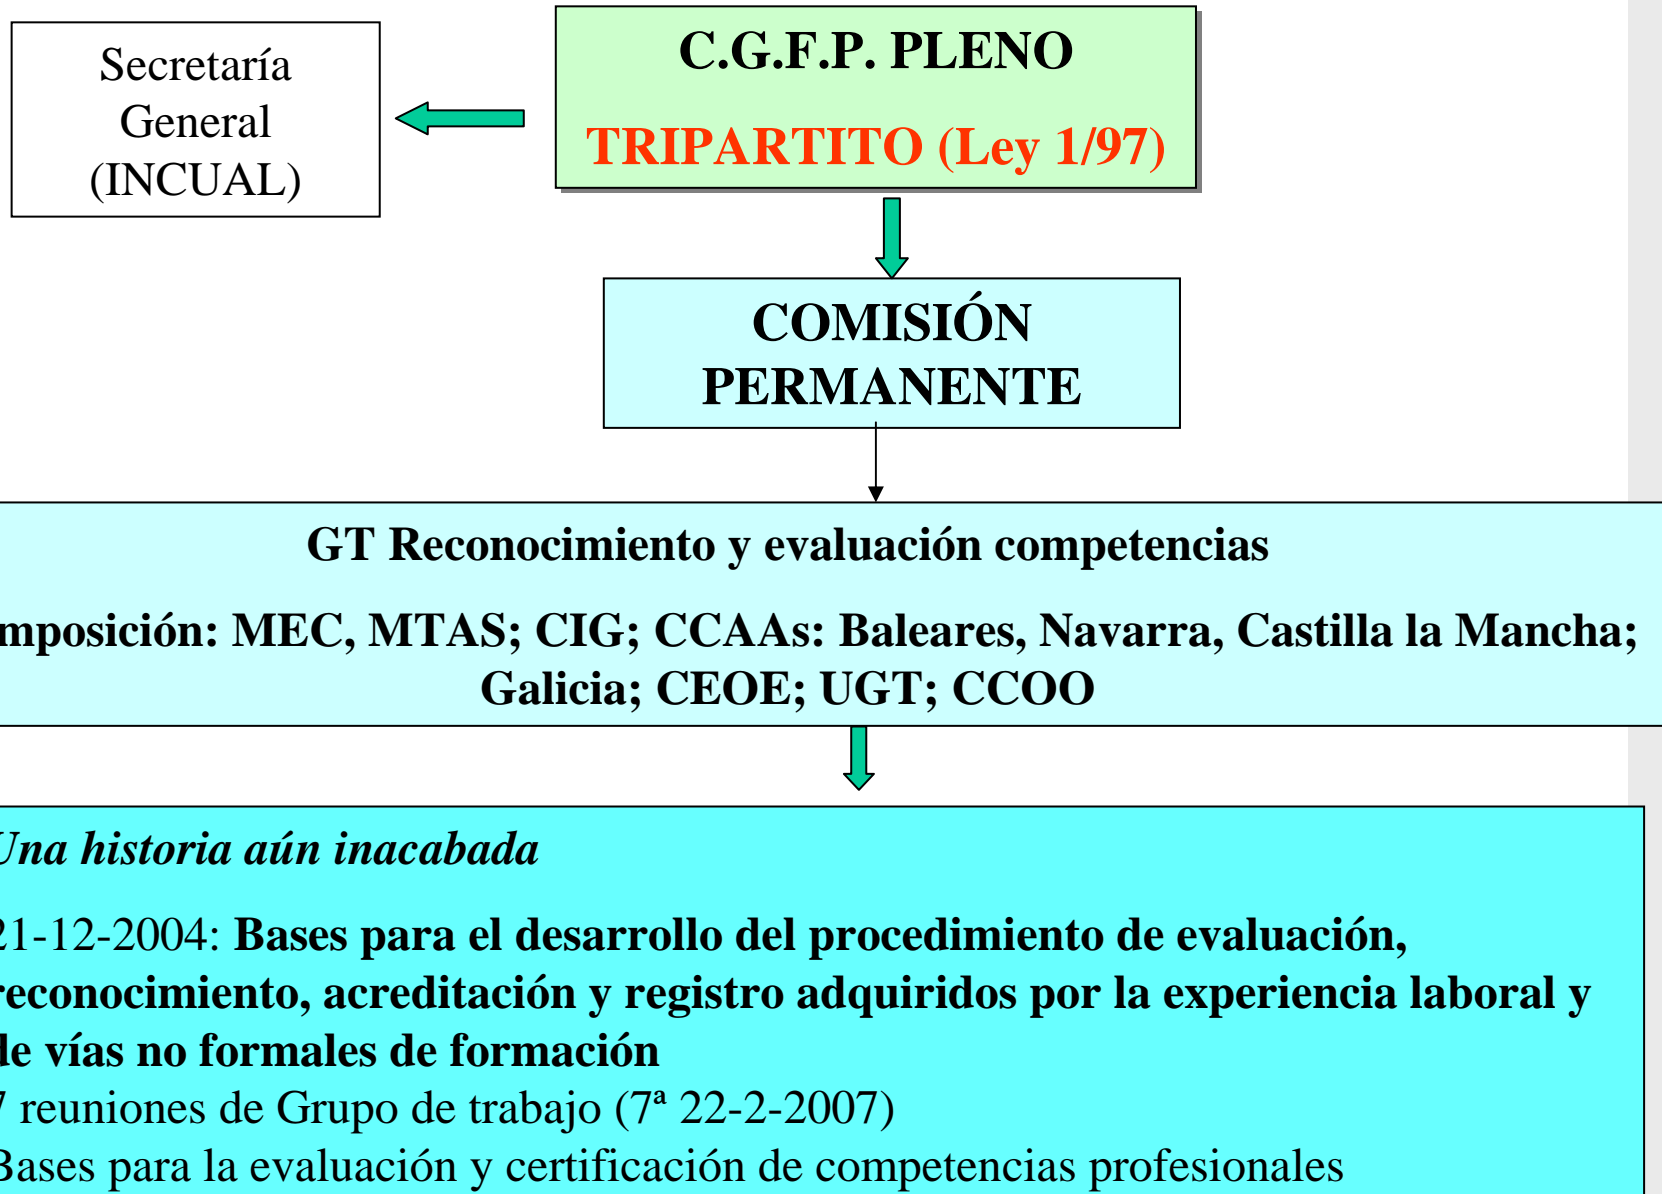 Secretaría
General
(INCUAL)
C.G.F.P. PLENO
TRIPARTITO (Ley 1/97)
COMISIÓN
PERMANENTE
GT Reconocimiento y evaluación competencias
mposición: MEC, MTAS; CIG; CCAAs: Baleares, Navarra, Castilla la Mancha;
Galicia; CEOE; UGT; CCOO
Una historia aún inacabada
21-12-2004: Bases para el desarrollo del procedimiento de evaluación,
reconocimiento, acreditación y registro adquiridos por la experiencia laboral y
de vías no formales de formación
7 reuniones de Grupo de trabajo (7ª 22-2-2007)
Bases para la evaluación y certificación de competencias profesionales